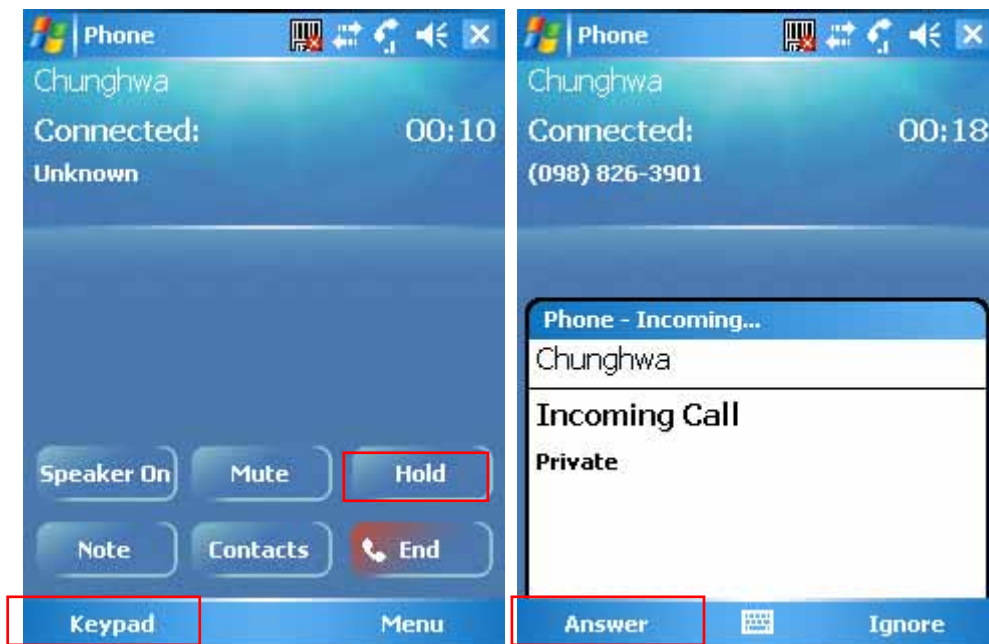 Phone
Chunghwa
Connected: 00:10
Unknown
Speaker On Mute Hold
Note Contacts End
Keypad Menu
Phone
Chunghwa
Connected: 00:18
(098) 826-3901
Phone - Incoming...
Chunghwa
Incoming Call
Private
Answer Ignore